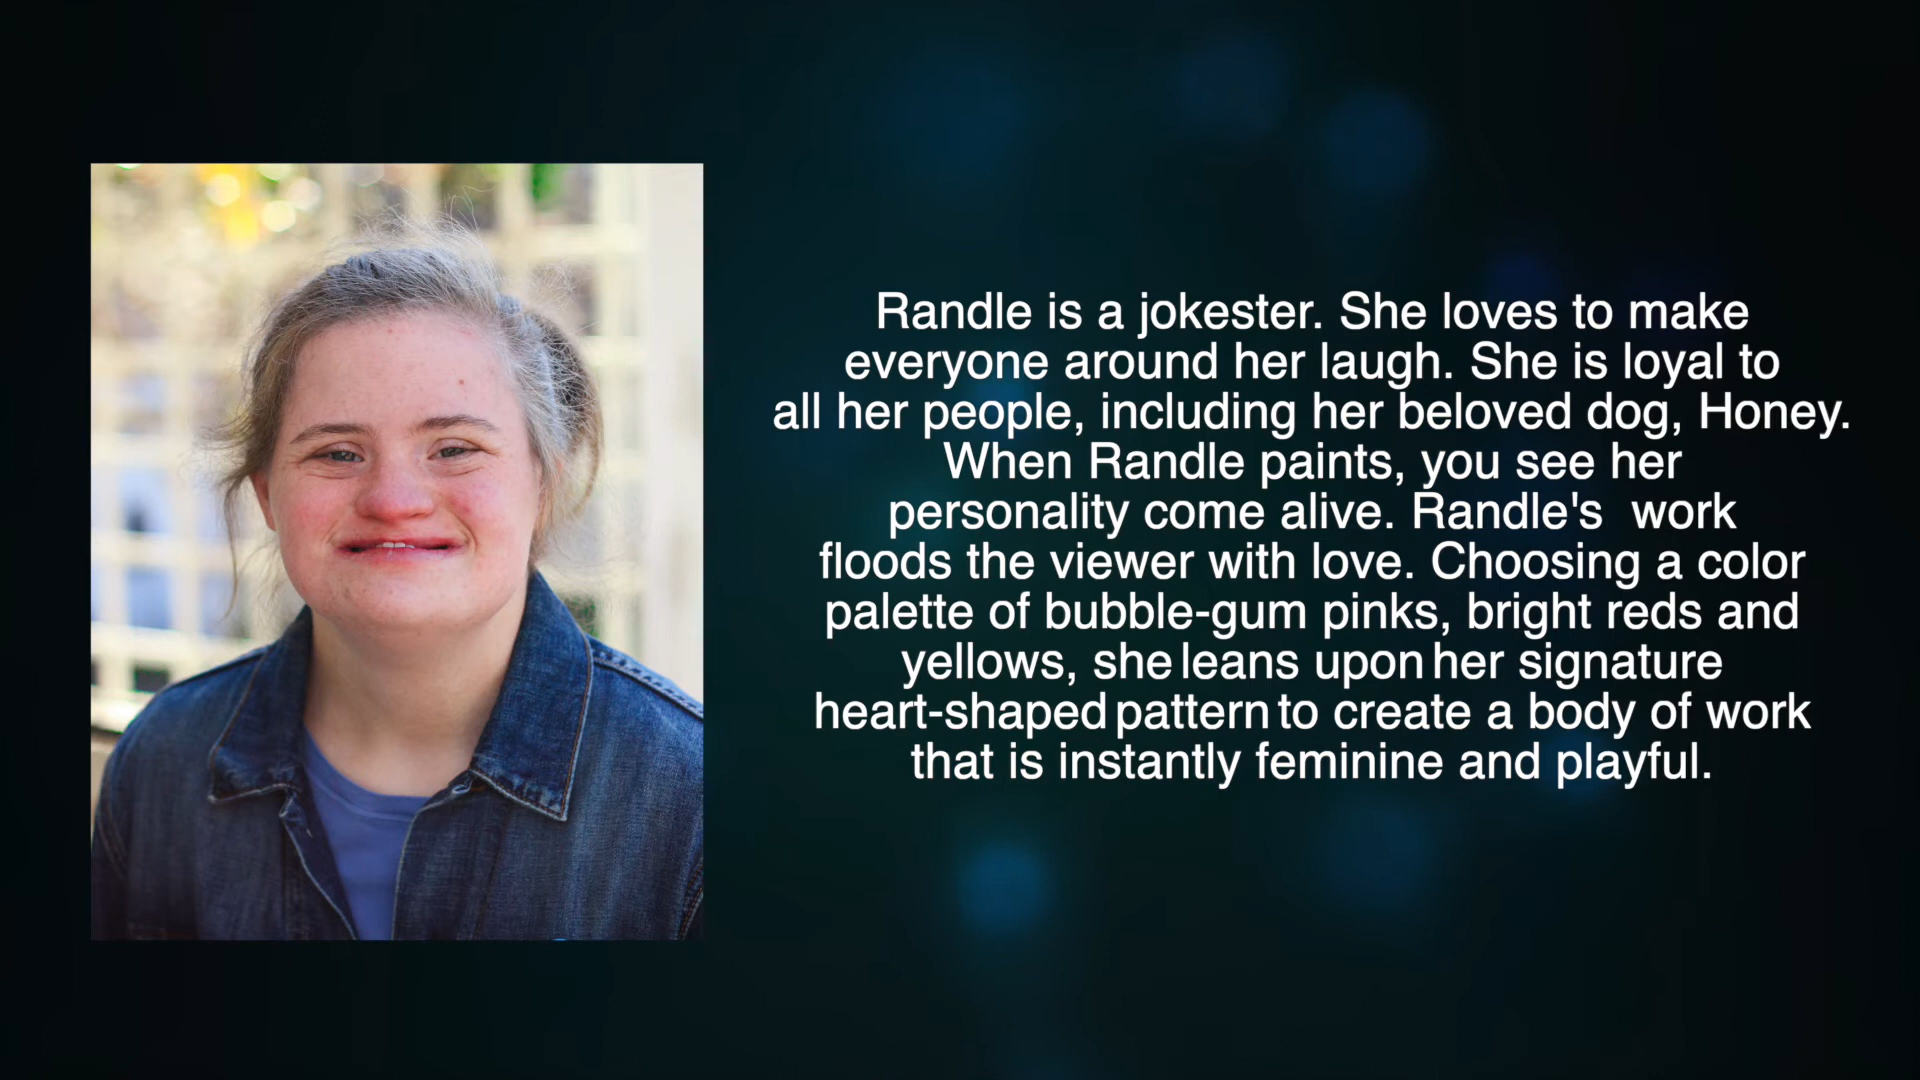 Randle is a jokester. She loves to make
everyone around her laugh. She is loyal to
all her people, including her beloved dog, Honey.
When Randle paints, you see her
personality come alive. Randle's  work
floods the viewer with love. Choosing a color
palette of bubble-gum pinks, bright reds and
yellows, she leans upon her signature
heart-shaped pattern to create a body of work
that is instantly feminine and playful.